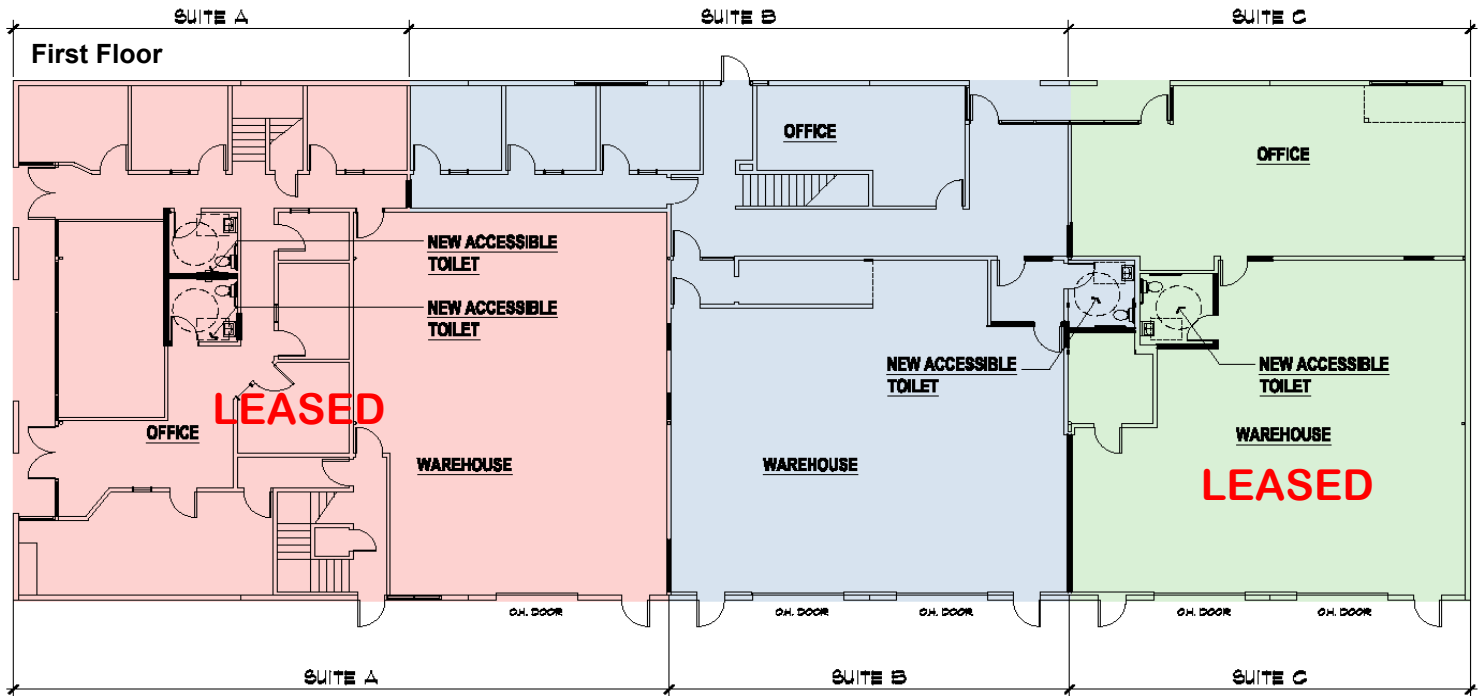 SUITE A
SUITE B
SUITE C
First Floor
OFFICE
OFFICE
NEW ACCESSIBLE
TOILET
NEW ACCESSIBLE
TOILET
NEW ACCESSIBLE
TOILET
NEW ACCESSIBLE
TOILET
LEASED
OFFICE
WAREHOUSE
WAREHOUSE
WAREHOUSE
LEASED
O.H. DOOR
O.H. DOOR
O.H. DOOR
O.H. DOOR
O.H. DOOR
SUITE A
SUITE B
SUITE C